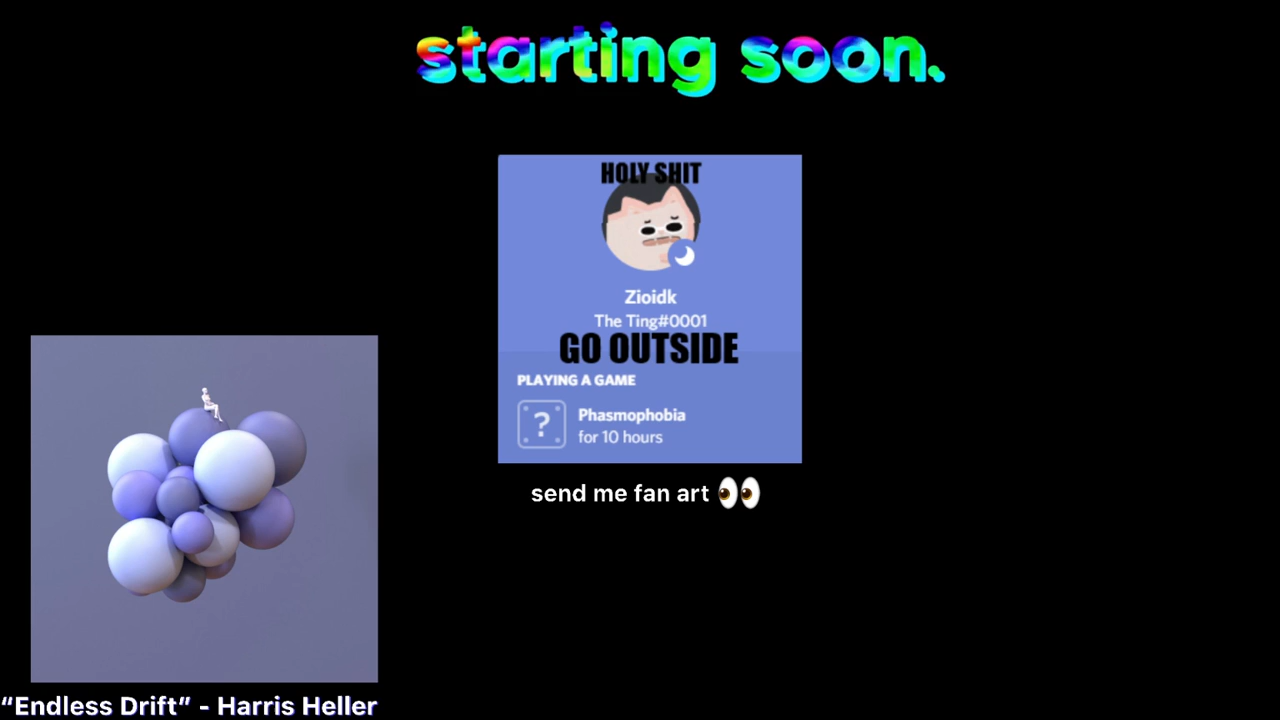 starting soon.
HOLY SHIT
Zioidk
The Ting#0001
GO OUTSIDE
PLAYING A GAME
?
Phasmophobia
for 10 hours
send me fan art 👀
“Endless Drift” - Harris Heller